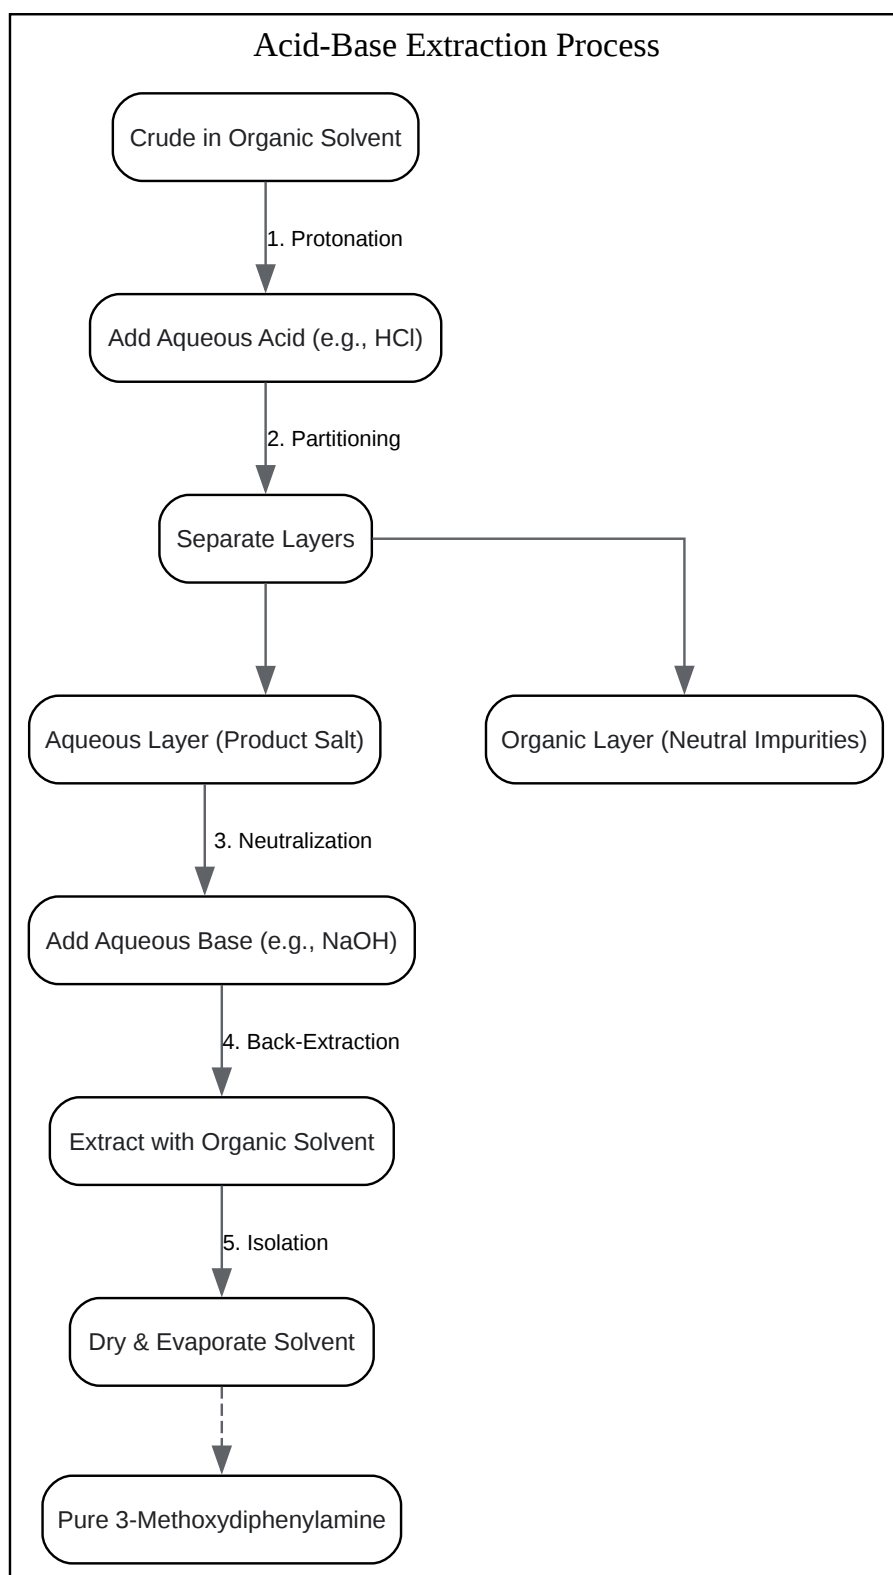 Acid-Base Extraction Process
Crude in Organic Solvent
1. Protonation
Add Aqueous Acid (e.g., HCl)
2. Partitioning
Separate Layers
Aqueous Layer (Product Salt)
Organic Layer (Neutral Impurities)
3. Neutralization
Add Aqueous Base (e.g., NaOH)
4. Back-Extraction
Extract with Organic Solvent
5. Isolation
Dry & Evaporate Solvent
Pure 3-Methoxydiphenylamine